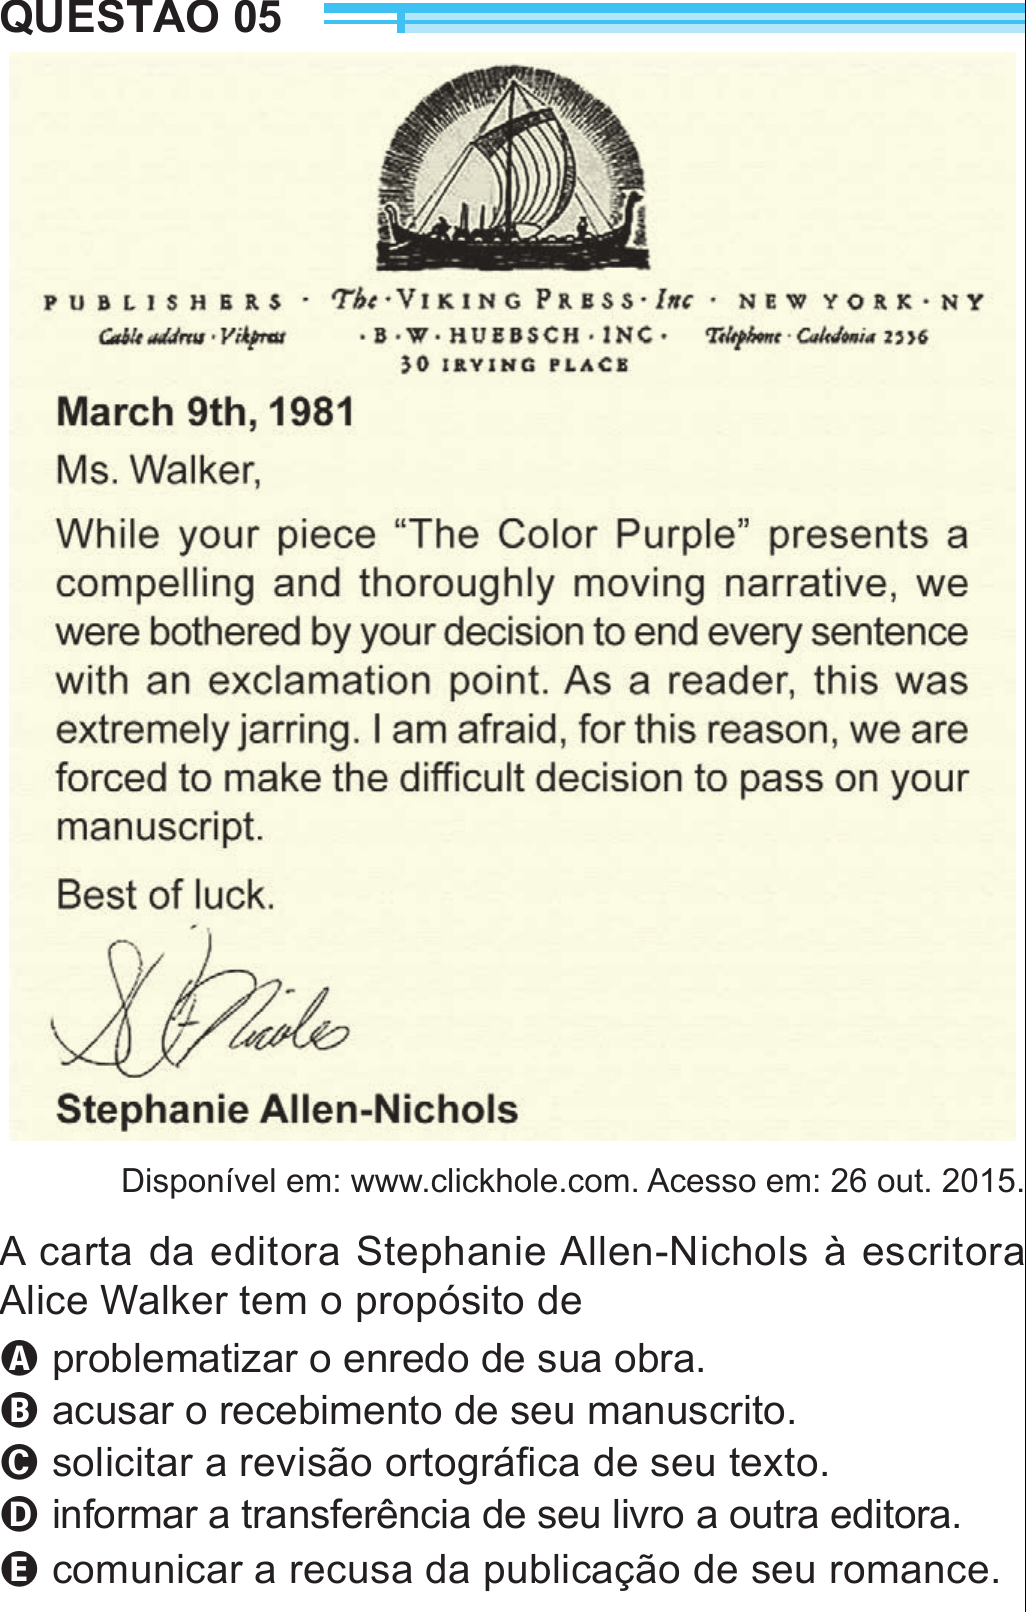 QUESTÃO 05
PUBLISHERS · The · VIKING PRESS · Inc · NEW YORK · NY
Cable address · Vikpress · B · W · HUEBSCH · INC · Telephone · Caledonia 2536
30 IRVING PLACE
March 9th, 1981
Ms. Walker,
While your piece “The Color Purple” presents a
compelling and thoroughly moving narrative, we
were bothered by your decision to end every sentence
with an exclamation point. As a reader, this was
extremely jarring. I am afraid, for this reason, we are
forced to make the difficult decision to pass on your
manuscript.
Best of luck.
Stephanie Allen-Nichols
Disponível em: www.clickhole.com. Acesso em: 26 out. 2015.
A carta da editora Stephanie Allen-Nichols à escritora
Alice Walker tem o propósito de
A problematizar o enredo de sua obra.
B acusar o recebimento de seu manuscrito.
C solicitar a revisão ortográfica de seu texto.
D informar a transferência de seu livro a outra editora.
E comunicar a recusa da publicação de seu romance.